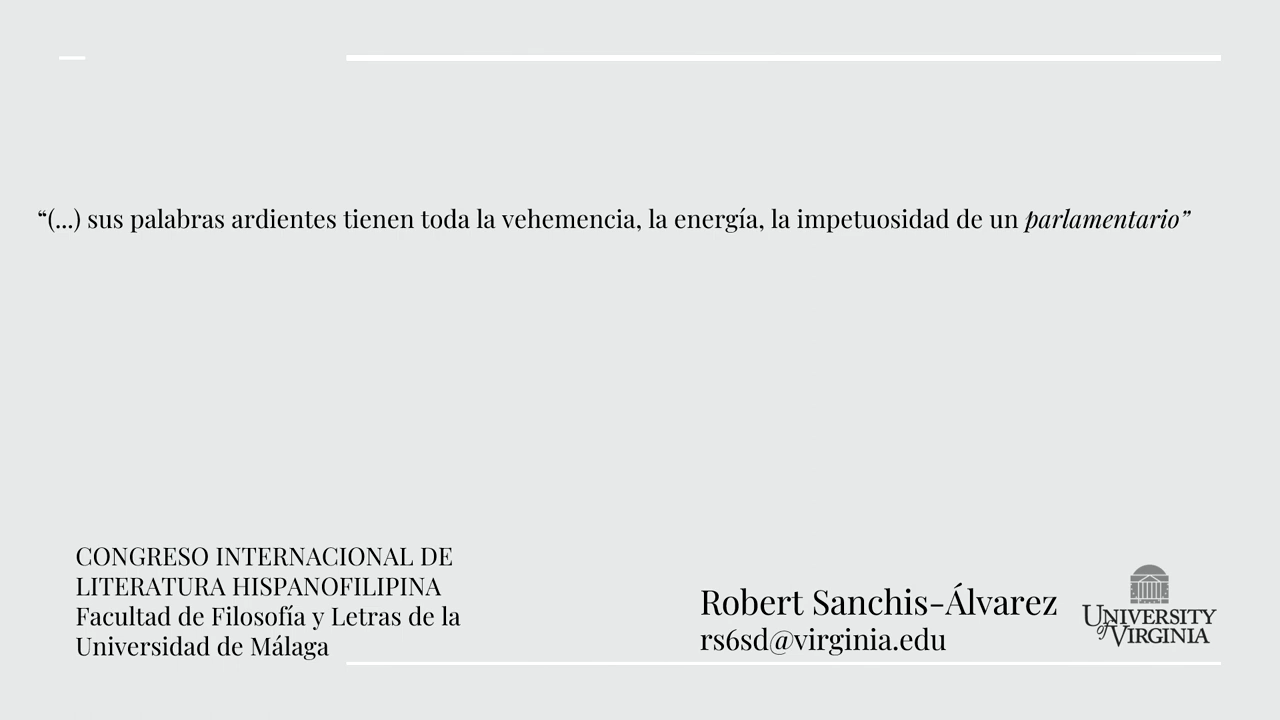 “(...) sus palabras ardientes tienen toda la vehemencia, la energía, la impetuosidad de un parlamentario”
CONGRESO INTERNACIONAL DE
LITERATURA HISPANOFILIPINA
Facultad de Filosofía y Letras de la
Universidad de Málaga
Robert Sanchis-Álvarez
rs6sd@virginia.edu
UNIVERSITY
of VIRGINIA